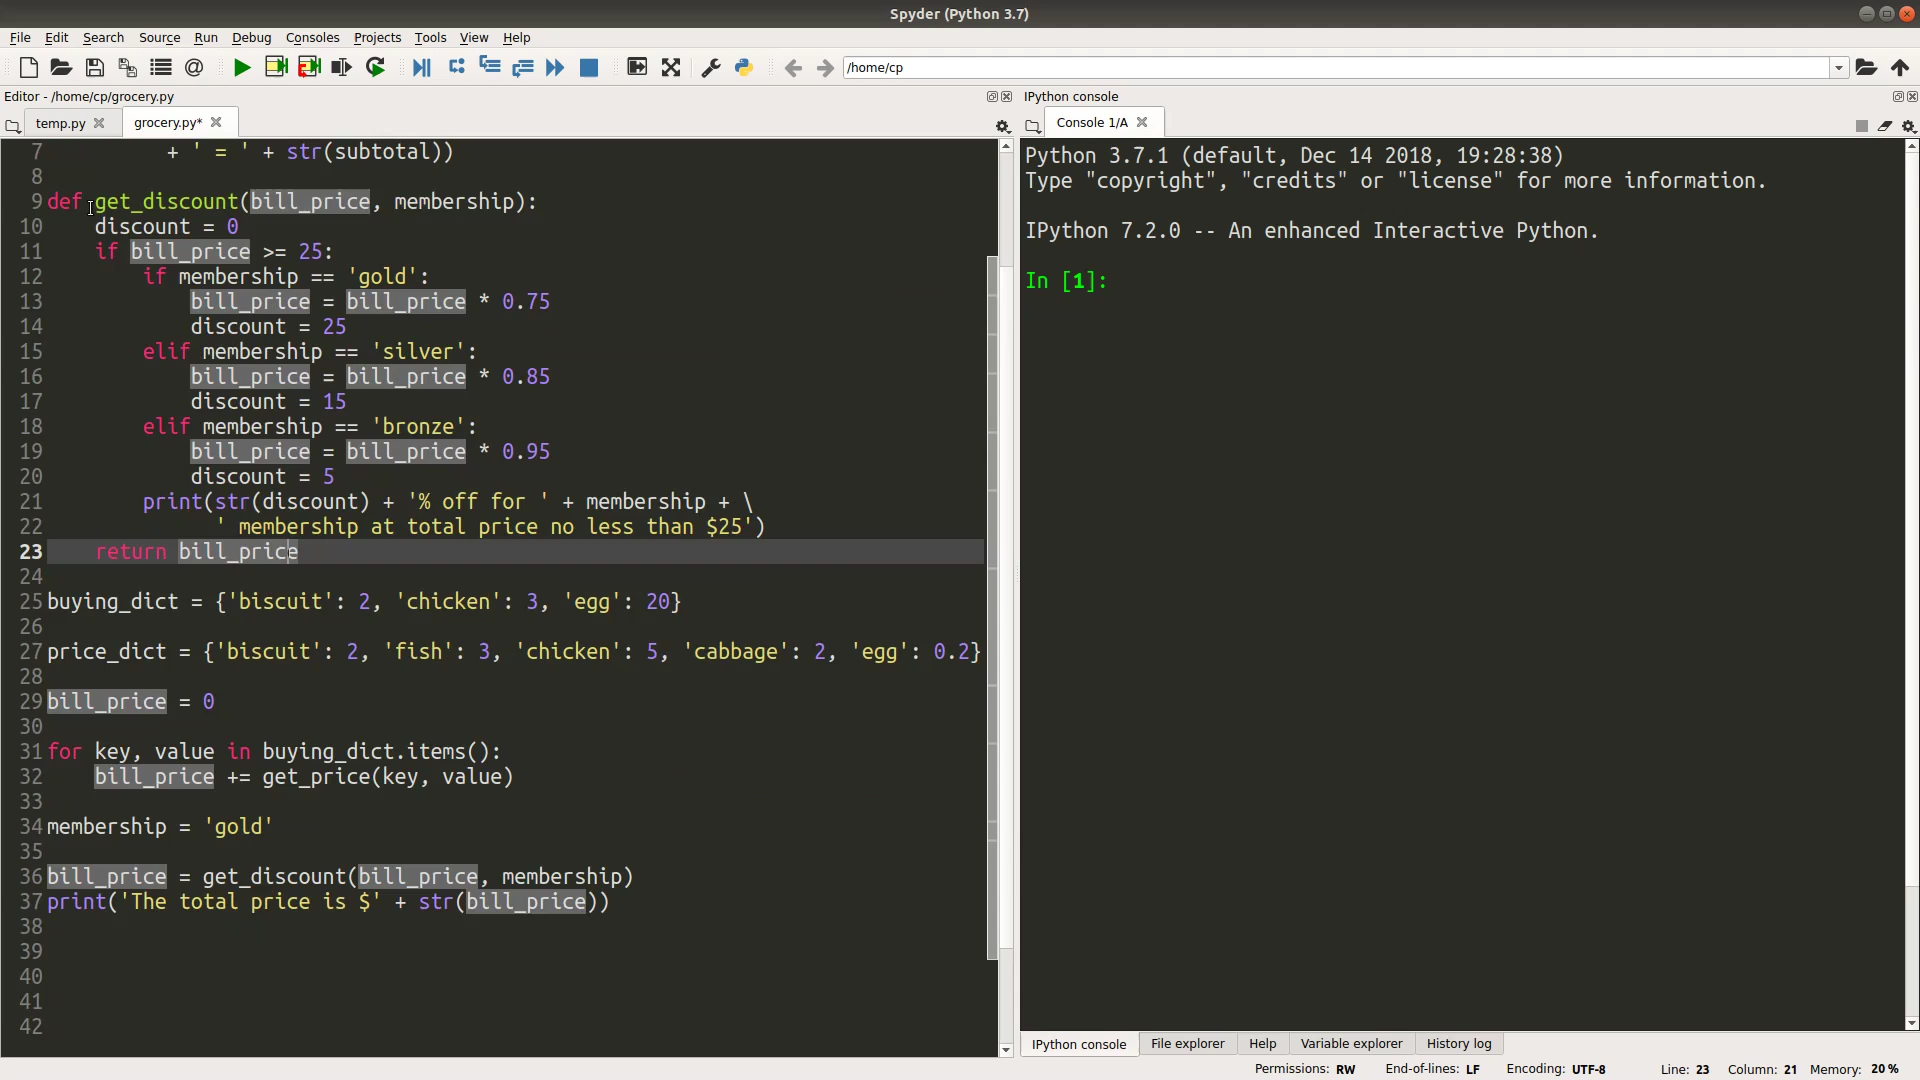 Spyder (Python 3.7)
File Edit Search Source Run Debug Consoles Projects Tools View Help
/home/cp
Editor - /home/cp/grocery.py
temp.py grocery.py*
7           + ' = ' + str(subtotal))
8
9 def get_discount(bill_price, membership):
10     discount = 0
11     if bill_price >= 25:
12         if membership == 'gold':
13             bill_price = bill_price * 0.75
14             discount = 25
15         elif membership == 'silver':
16             bill_price = bill_price * 0.85
17             discount = 15
18         elif membership == 'bronze':
19             bill_price = bill_price * 0.95
20             discount = 5
21         print(str(discount) + '% off for ' + membership + \
22               ' membership at total price no less than $25')
23     return bill_price
24
25 buying_dict = {'biscuit': 2, 'chicken': 3, 'egg': 20}
26
27 price_dict = {'biscuit': 2, 'fish': 3, 'chicken': 5, 'cabbage': 2, 'egg': 0.2}
28
29 bill_price = 0
30
31 for key, value in buying_dict.items():
32     bill_price += get_price(key, value)
33
34 membership = 'gold'
35
36 bill_price = get_discount(bill_price, membership)
37 print('The total price is $' + str(bill_price))
38
39
40
41
42
IPython console
Console 1/A
Python 3.7.1 (default, Dec 14 2018, 19:28:38)
Type "copyright", "credits" or "license" for more information.
IPython 7.2.0 -- An enhanced Interactive Python.
In [1]:
IPython console File explorer Help Variable explorer History log
Permissions: RW End-of-lines: LF Encoding: UTF-8 Line: 23 Column: 21 Memory: 20 %